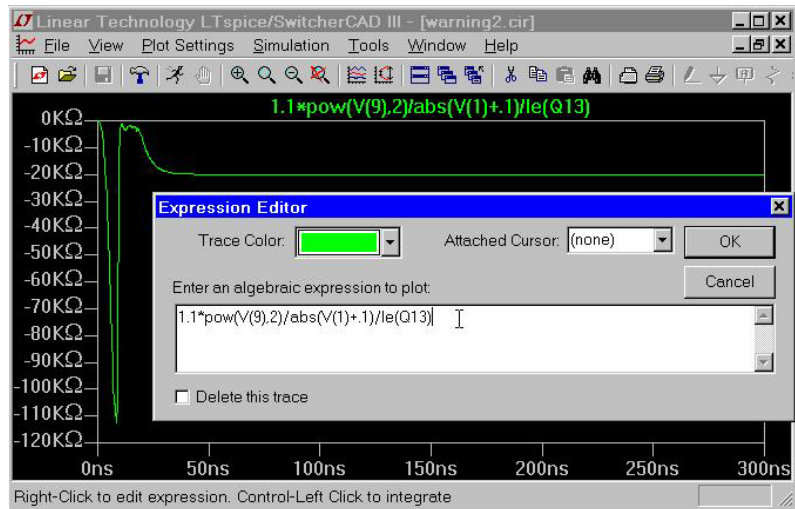 Linear Technology LTspice/SwitcherCAD III - [warning2.cir]
File View Plot Settings Simulation Tools Window Help
1.1*pow(V(9),2)/abs(V(1)+.1)/Ie(Q13)
0KΩ
-10KΩ
-20KΩ
-30KΩ
-40KΩ
-50KΩ
-60KΩ
-70KΩ
-80KΩ
-90KΩ
-100KΩ
-110KΩ
-120KΩ
Expression Editor
Trace Color:
Attached Cursor: (none)
OK
Cancel
Enter an algebraic expression to plot:
1.1*pow(V(9),2)/abs(V(1)+.1)/Ie(Q13)
Delete this trace
0ns 50ns 100ns 150ns 200ns 250ns 300ns
Right-Click to edit expression. Control-Left Click to integrate